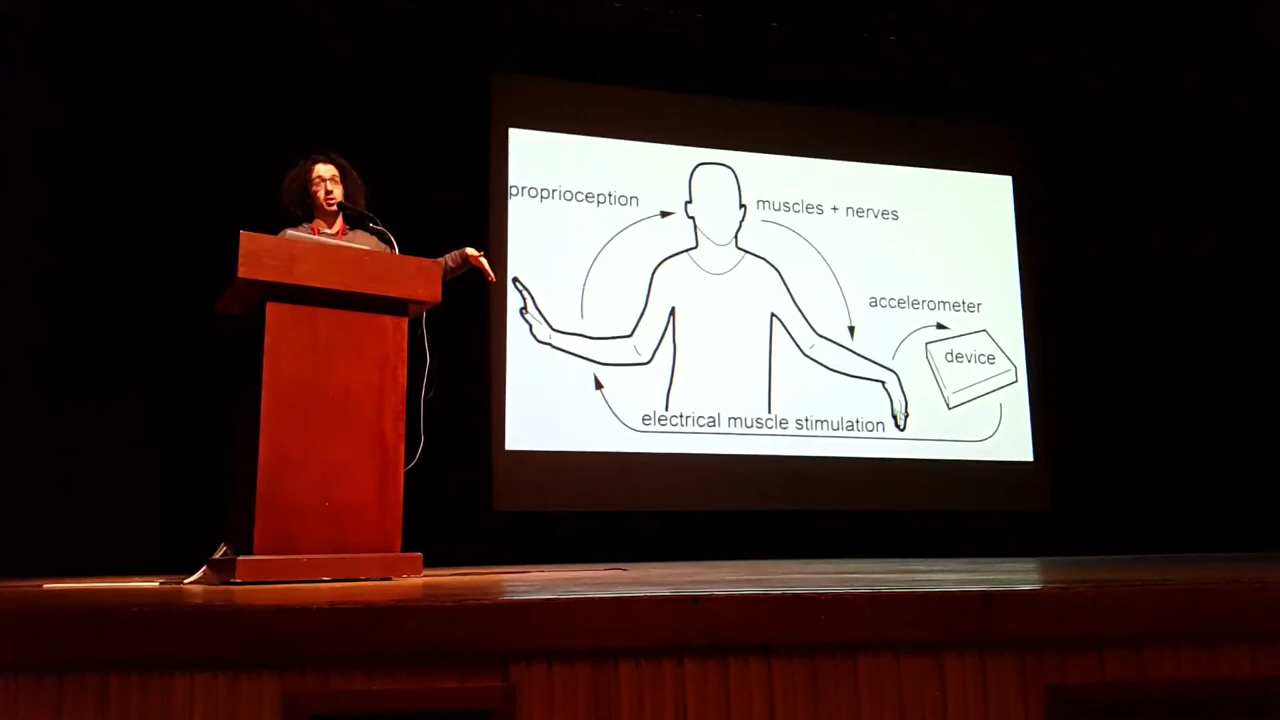 proprioception
muscles + nerves
accelerometer
device
electrical muscle stimulation